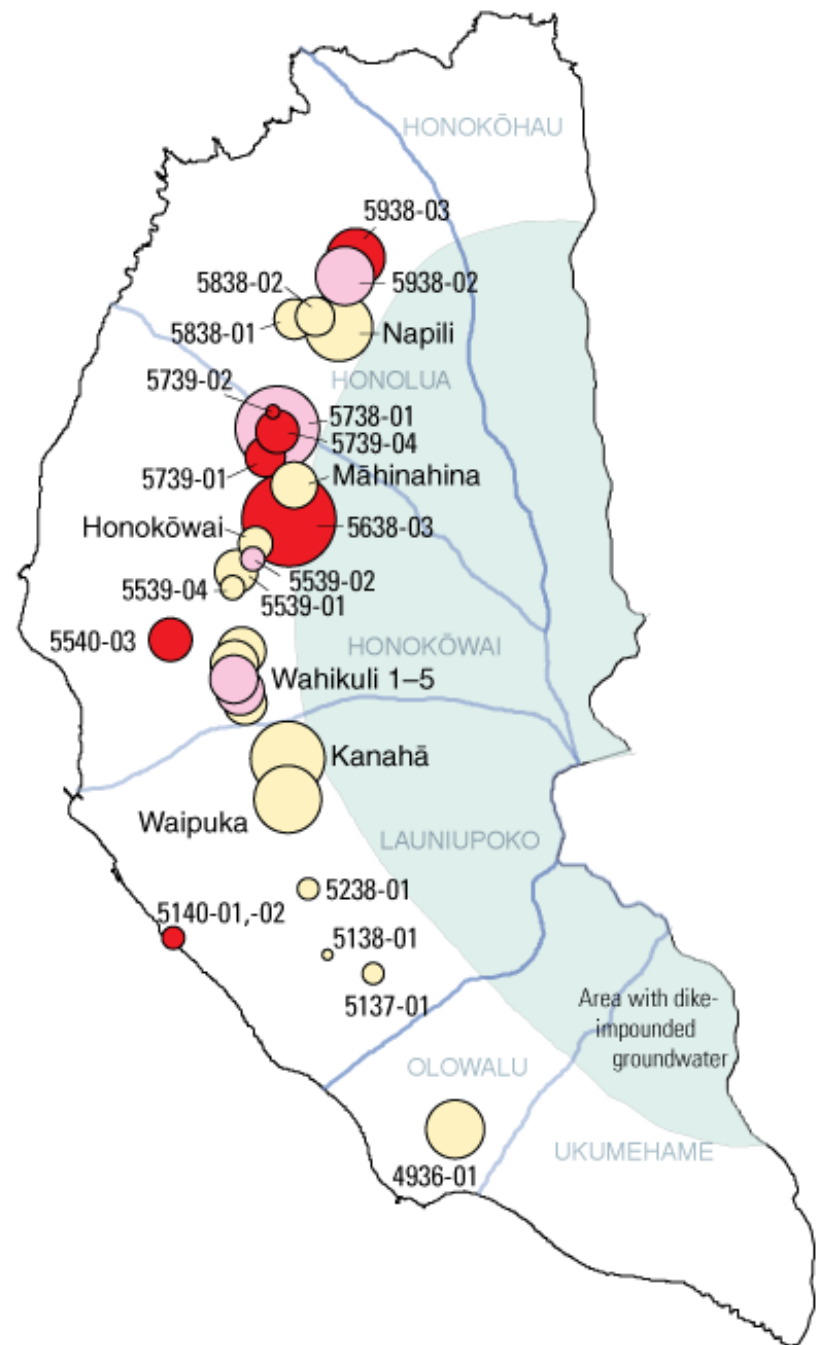 HONOKŌHAU
5938-03
5838-02
5938-02
5838-01
Napili
5739-02
HONOLUA
5738-01
5739-04
5739-01
Māhinahina
Honokōwai
5638-03
5539-02
5539-04
5539-01
5540-03
HONOKŌWAI
Wahikuli 1–5
Kanahā
Waipuka
LAUNIUPOKO
5238-01
5140-01,-02
5138-01
5137-01
Area with dike-
impounded
groundwater
OLOWALU
UKUMEHAME
4936-01